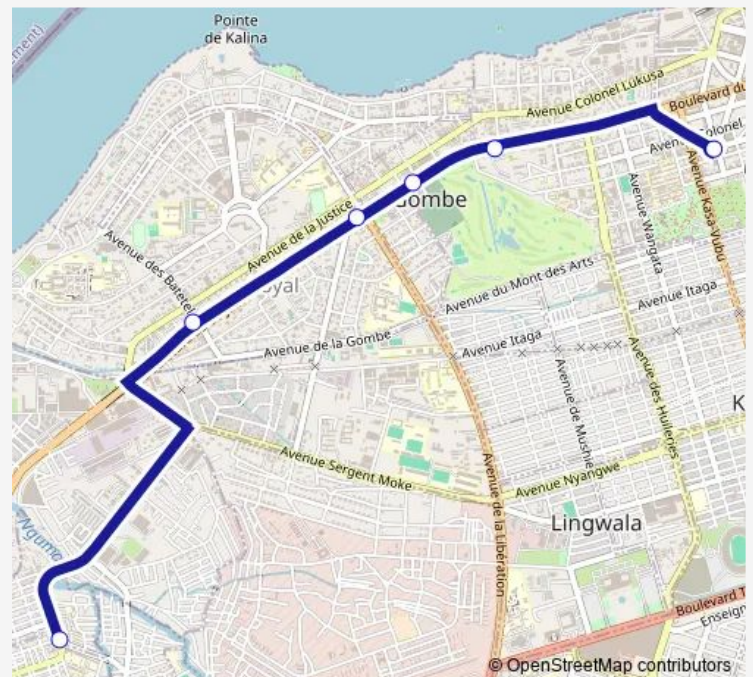 Pointe
de Kalina
Avenue Colonel Lukusa
Boulevard du
Avenue Colonel
Avenue de la Justice
Gombe
Avenue Kasa-Vubu
Avenue Wangata
Avenue des Batetela
oyal
Avenue du Mont des Arts
Avenue Itaga
Avenue de la Gombe
Avenue Itaga
Avenue des Huileries
Avenue de Mushie
K
Avenue Sergent Moke
Avenue Nyangwe
Avenue de la Libération
Lingwala
Boulevard T
Enseign
© OpenStreetMap contributors